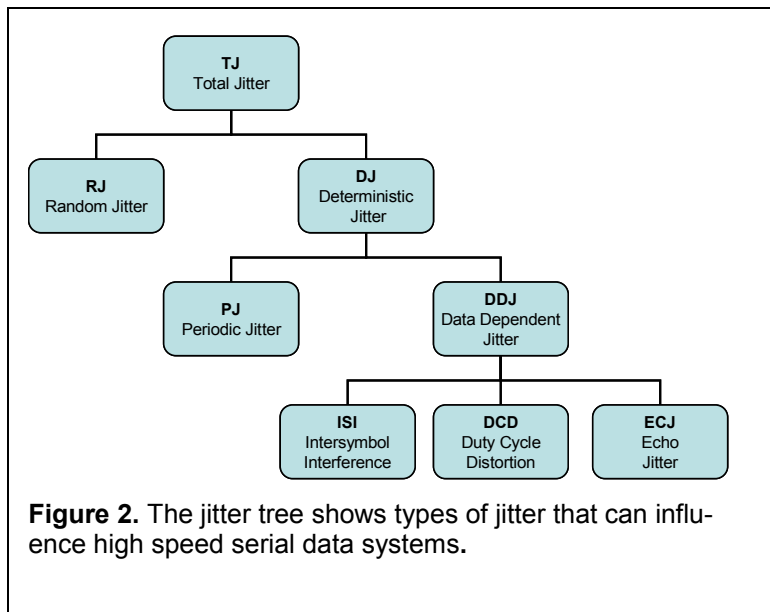 TJ
Total Jitter
RJ
Random Jitter
DJ
Deterministic
Jitter
PJ
Periodic Jitter
DDJ
Data Dependent
Jitter
ISI
Intersymbol
Interference
DCD
Duty Cycle
Distortion
ECJ
Echo
Jitter
Figure 2. The jitter tree shows types of jitter that can influ-
ence high speed serial data systems.